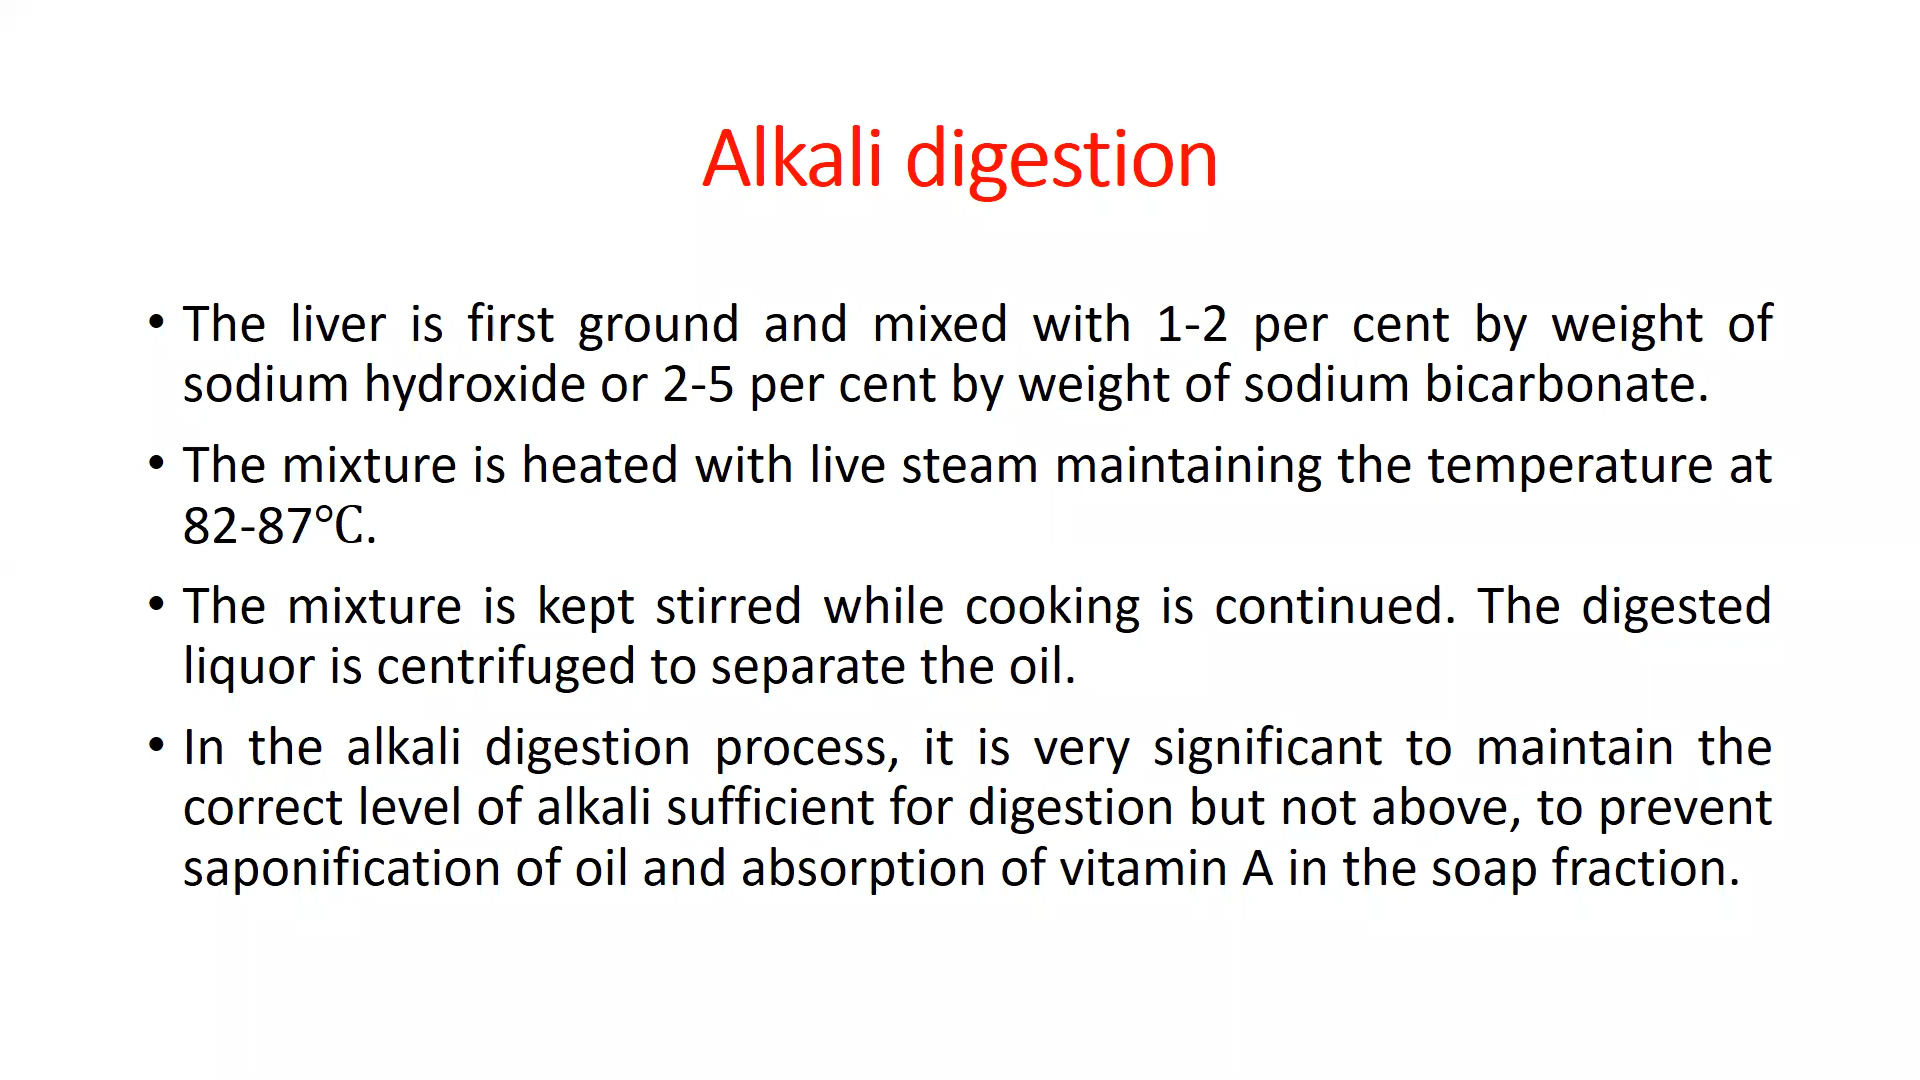 Alkali digestion
• The liver is first ground and mixed with 1-2 per cent by weight of
sodium hydroxide or 2-5 per cent by weight of sodium bicarbonate.
• The mixture is heated with live steam maintaining the temperature at
82-87℃.
• The mixture is kept stirred while cooking is continued. The digested
liquor is centrifuged to separate the oil.
• In the alkali digestion process, it is very significant to maintain the
correct level of alkali sufficient for digestion but not above, to prevent
saponification of oil and absorption of vitamin A in the soap fraction.